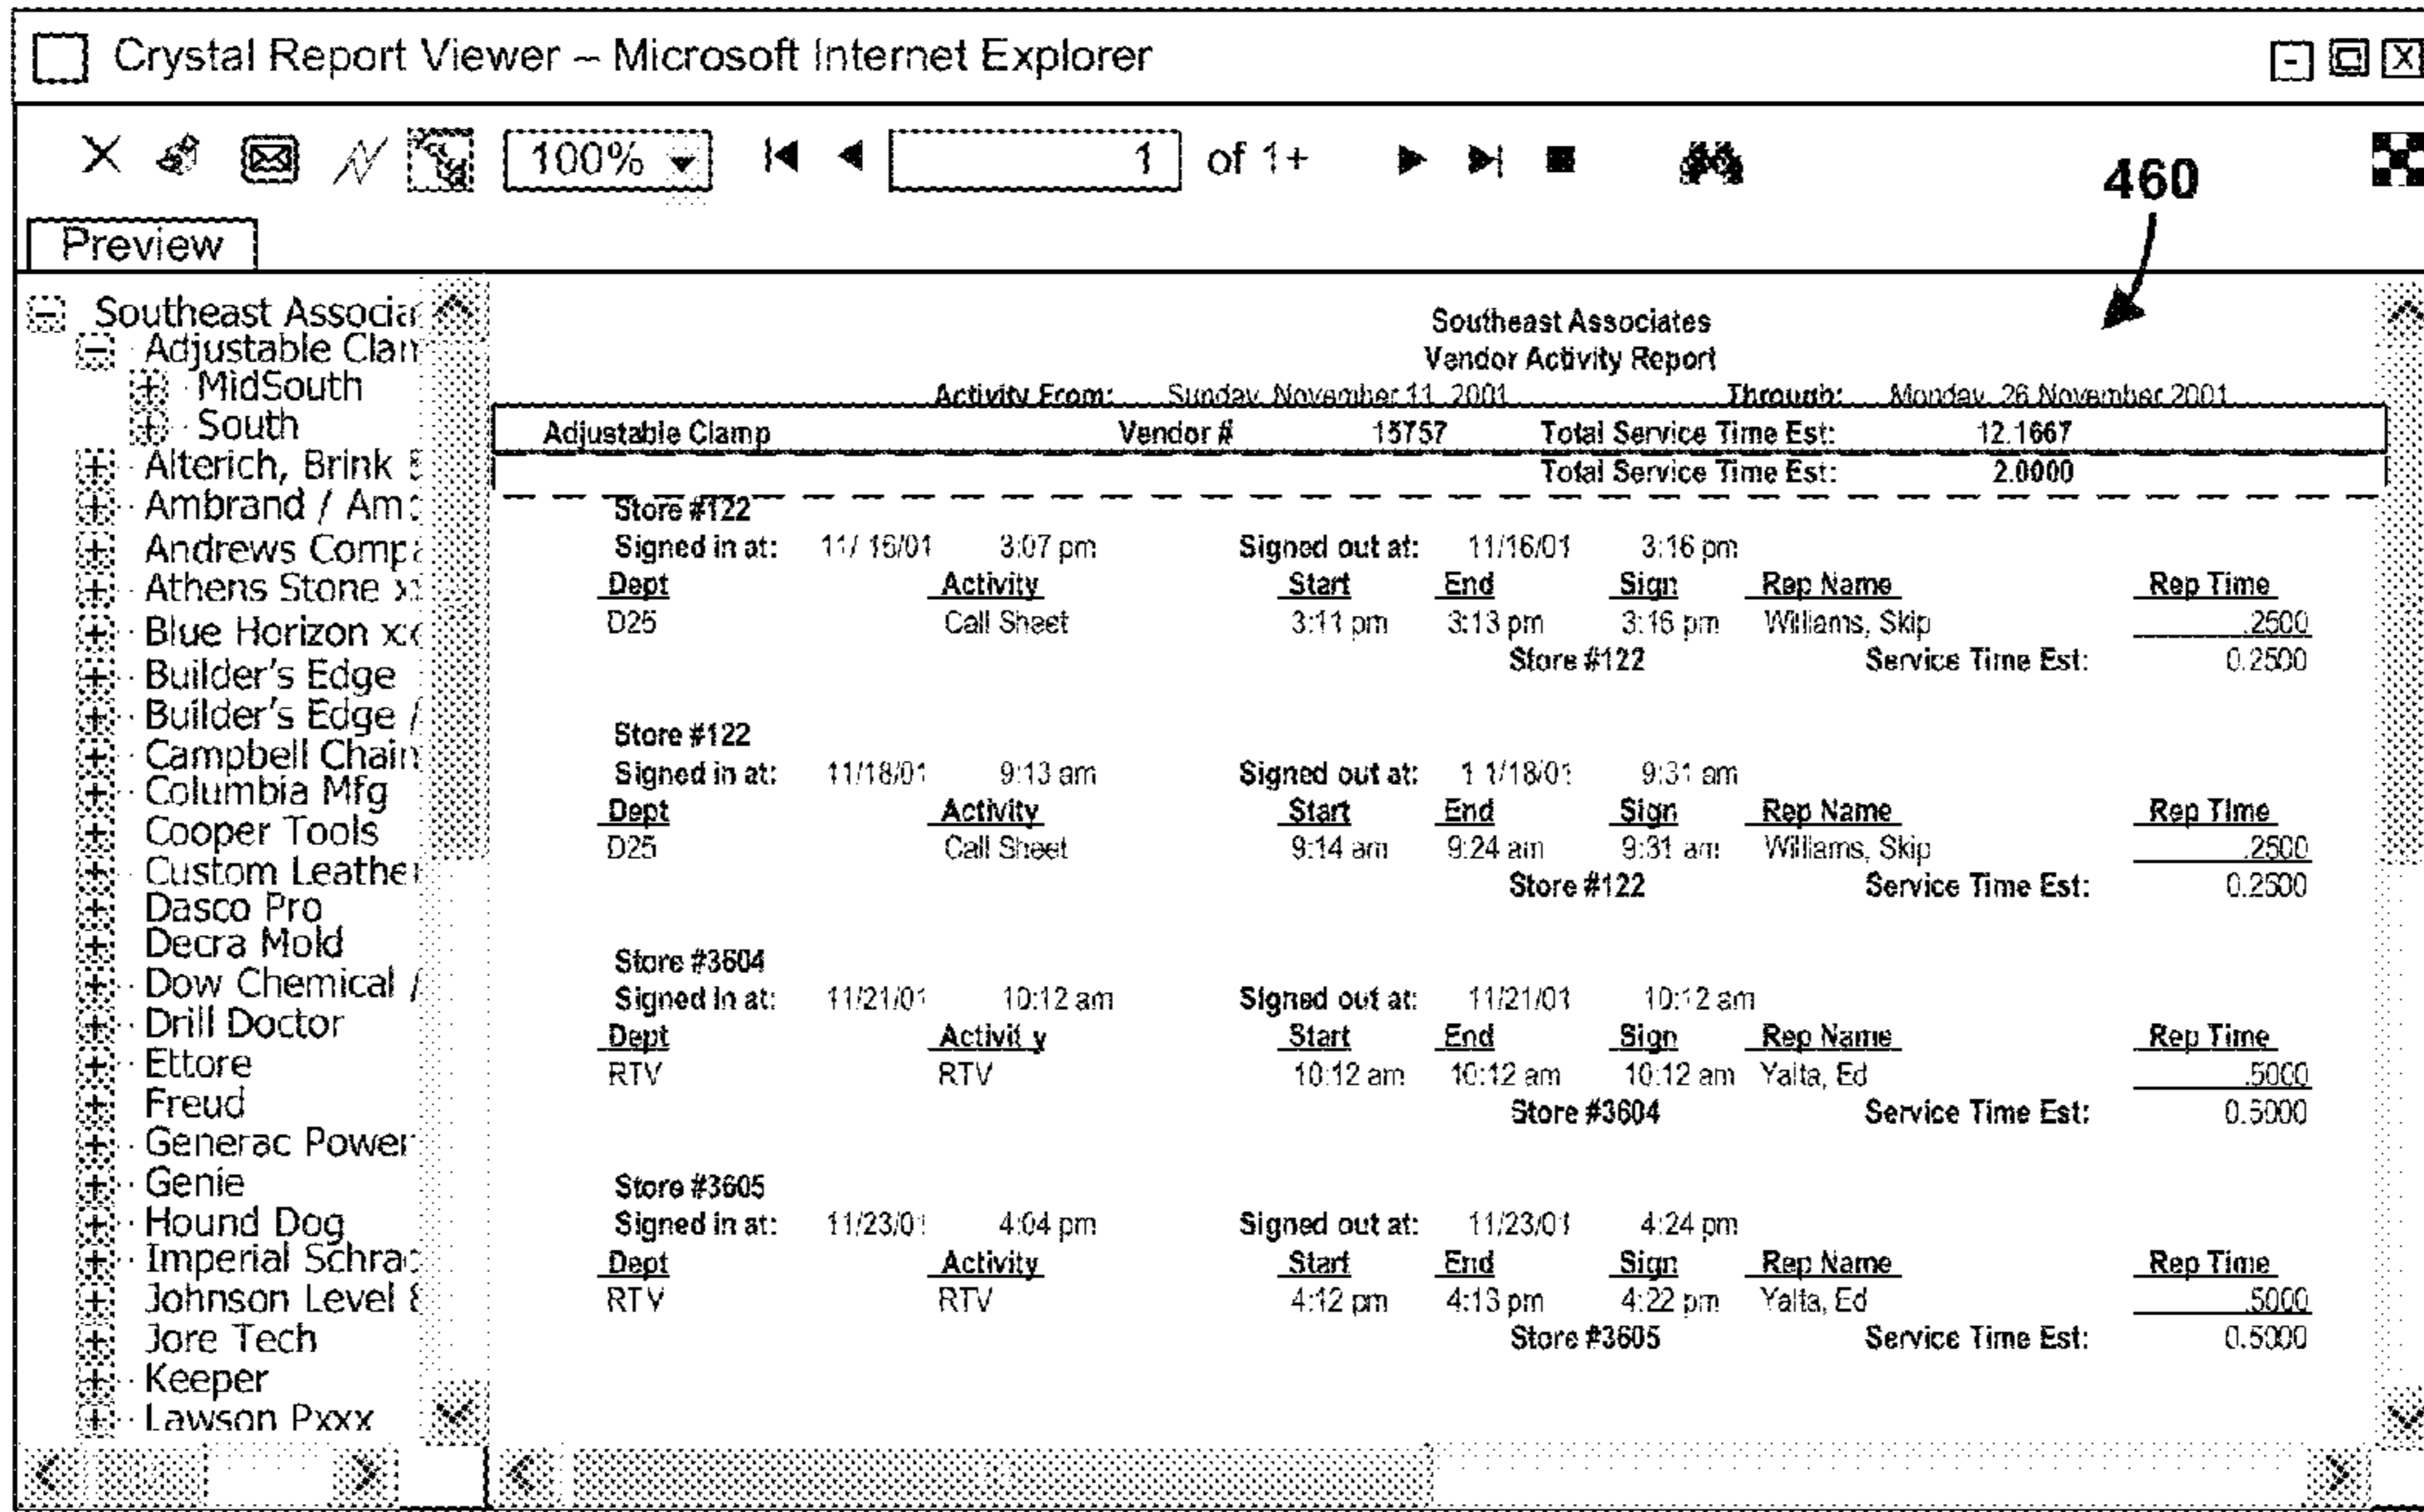 Crystal Report Viewer – Microsoft Internet Explorer
100% 1 of 1+
460
Preview
Southeast Associa
Adjustable Clam
MidSouth
South
Alterich, Brink
Ambrand / Am
Andrews Compa
Athens Stone x
Blue Horizon xx
Builder's Edge
Builder's Edge /
Campbell Chain
Columbia Mfg
Cooper Tools
Custom Leather
Dasco Pro
Decra Mold
Dow Chemical /
Drill Doctor
Ettore
Freud
Generac Power
Genie
Hound Dog
Imperial Schra
Johnson Level
Jore Tech
Keeper
Lawson Pxxx
Southeast Associates
Vendor Activity Report
Activity From: Sunday, November 11, 2001 Through: Monday, 26 November 2001
Adjustable Clamp Vendor # 15757 Total Service Time Est: 12.1667
Total Service Time Est: 2.0000
Store #122
Signed in at: 11/ 16/01 3:07 pm Signed out at: 11/16/01 3:16 pm
Dept Activity Start End Sign Rep Name Rep Time
D25 Call Sheet 3:11 pm 3:13 pm 3:16 pm Williams, Skip .2500
Store #122 Service Time Est: 0.2500
Store #122
Signed in at: 11/18/01 9:13 am Signed out at: 1 1/18/01 9:31 am
Dept Activity Start End Sign Rep Name Rep Time
D25 Call Sheet 9:14 am 9:24 am 9:31 am Williams, Skip .2500
Store #122 Service Time Est: 0.2500
Store #3604
Signed in at: 11/21/01 10:12 am Signed out at: 11/21/01 10:12 am
Dept Activit y Start End Sign Rep Name Rep Time
RTV RTV 10:12 am 10:12 am 10:12 am Yalta, Ed .5000
Store #3604 Service Time Est: 0.5000
Store #3605
Signed in at: 11/23/01 4:04 pm Signed out at: 11/23/01 4:24 pm
Dept Activity Start End Sign Rep Name Rep Time
RTV RTV 4:12 pm 4:13 pm 4:22 pm Yalta, Ed .5000
Store #3605 Service Time Est: 0.5000